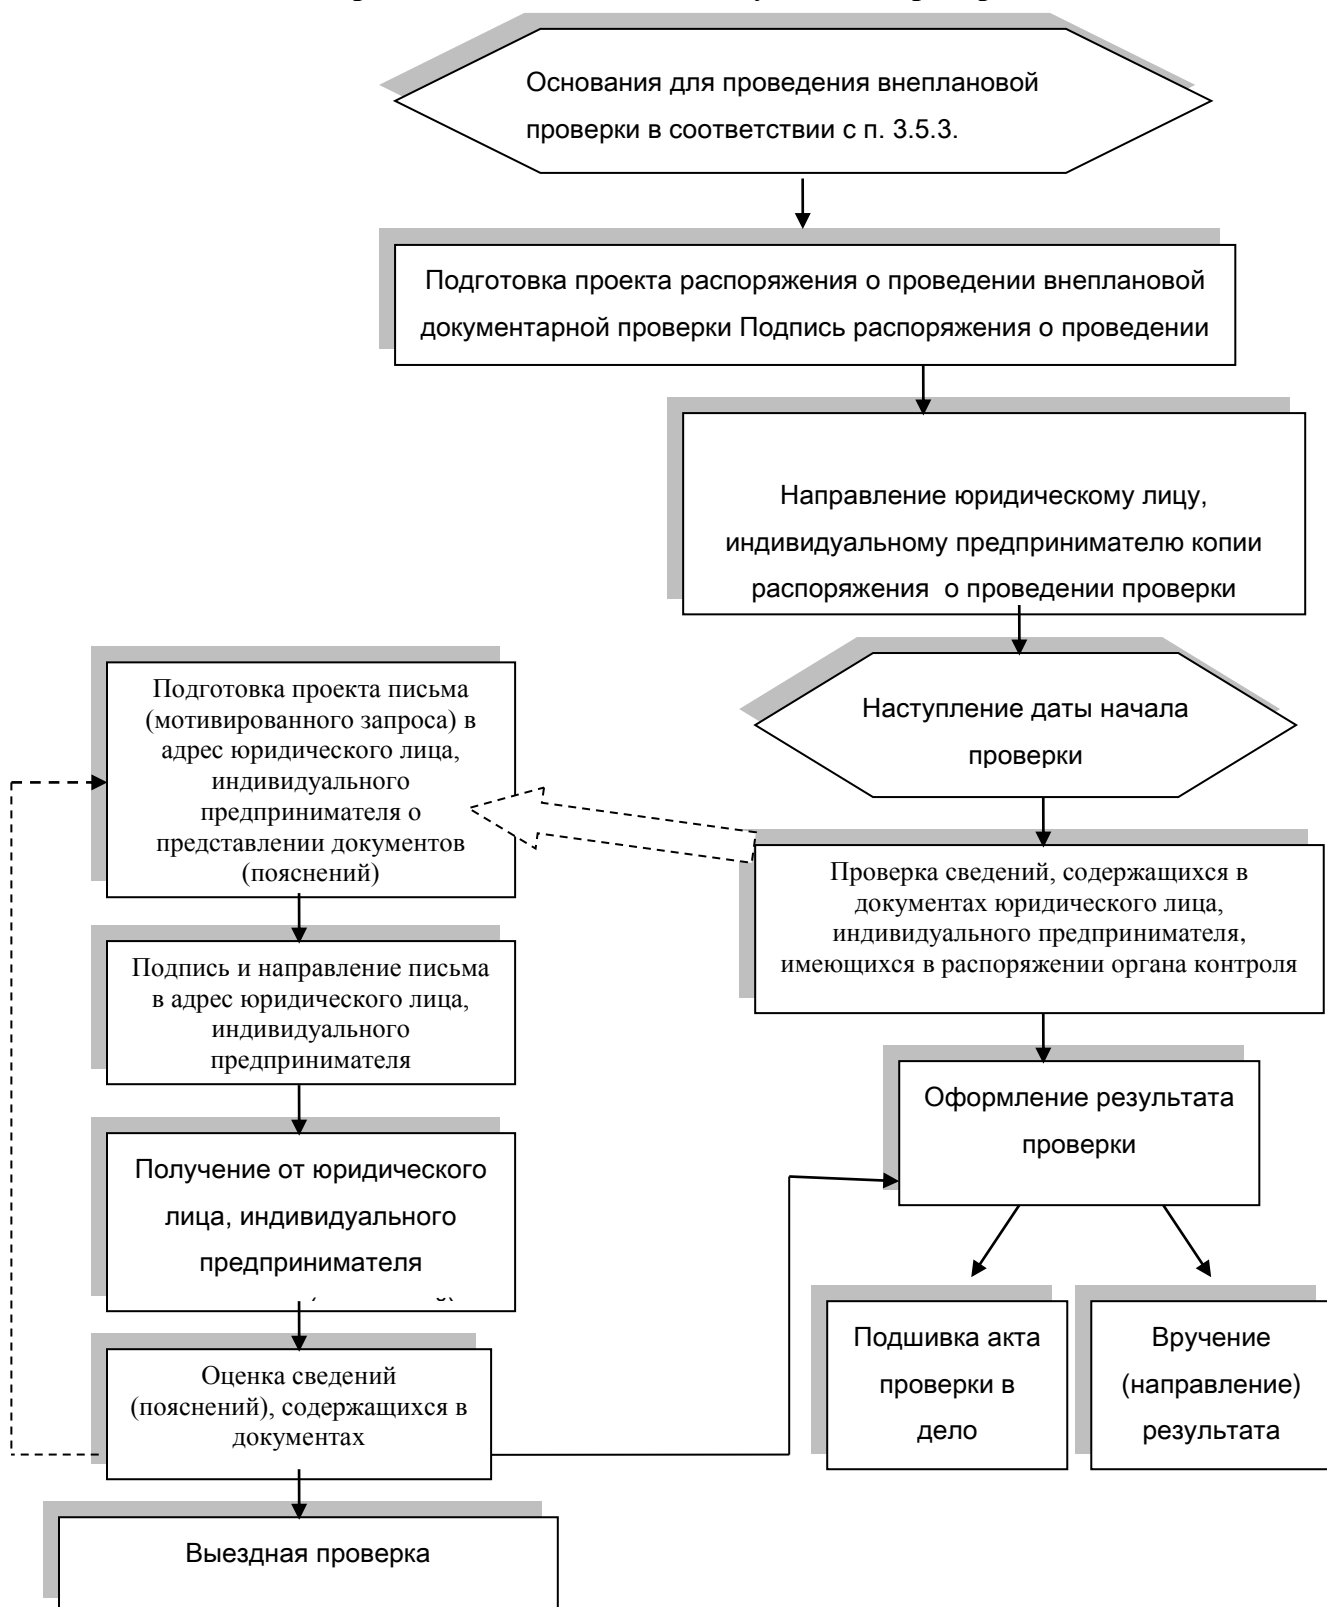 Основания для проведения внеплановой
проверки в соответствии с п. 3.5.3.
Подготовка проекта распоряжения о проведении внеплановой
документарной проверки Подпись распоряжения о проведении
Направление юридическому лицу,
индивидуальному предпринимателю копии
распоряжения о проведении проверки
Наступление даты начала
проверки
Подготовка проекта письма
(мотивированного запроса) в
адрес юридического лица,
индивидуального
предпринимателя о
представлении документов
(пояснений)
Проверка сведений, содержащихся в
документах юридического лица,
индивидуального предпринимателя,
имеющихся в распоряжении органа контроля
Подпись и направление письма
в адрес юридического лица,
индивидуального
предпринимателя
Оформление результата
проверки
Получение от юридического
лица, индивидуального
предпринимателя
Подшивка акта
проверки в
дело
Вручение
(направление)
результата
Оценка сведений
(пояснений), содержащихся в
документах
Выездная проверка